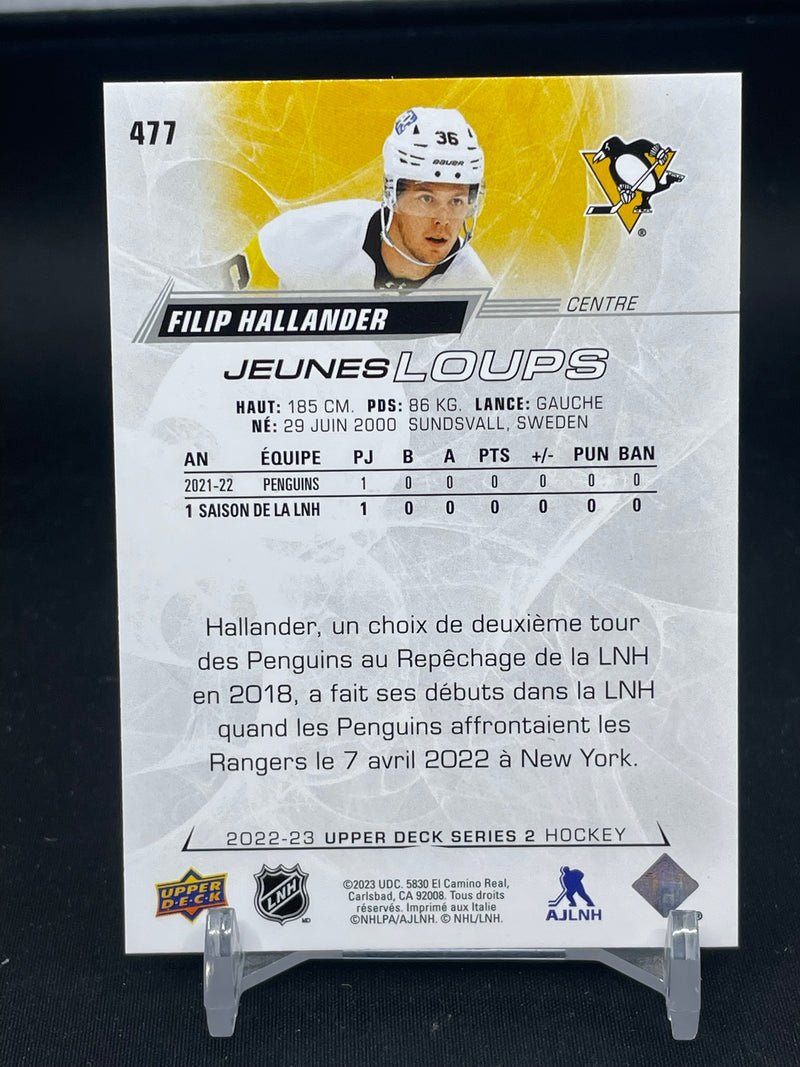 477
36
BAUER
CENTRE
FILIP HALLANDER
JEUNES LOUPS
HAUT: 185 CM. PDS: 86 KG. LANCE: GAUCHE
NÉ: 29 JUIN 2000 SUNDSVALL, SWEDEN
AN ÉQUIPE PJ B A PTS +/- PUN BAN
2021-22 PENGUINS 1 0 0 0 0 0 0
1 SAISON DE LA LNH 1 0 0 0 0 0 0
Hallander, un choix de deuxième tour
des Penguins au Repêchage de la LNH
en 2018, a fait ses débuts dans la LNH
quand les Penguins affrontaient les
Rangers le 7 avril 2022 à New York.
2022-23 UPPER DECK SERIES 2 HOCKEY
UPPER
D•E•C•K
LNH
MD
©2023 UDC. 5830 El Camino Real,
Carlsbad, CA 92008. Tous droits
réservés. Imprimé aux Italie
©NHLPA/AJLNH. © NHL/LNH.
AJLNH
®